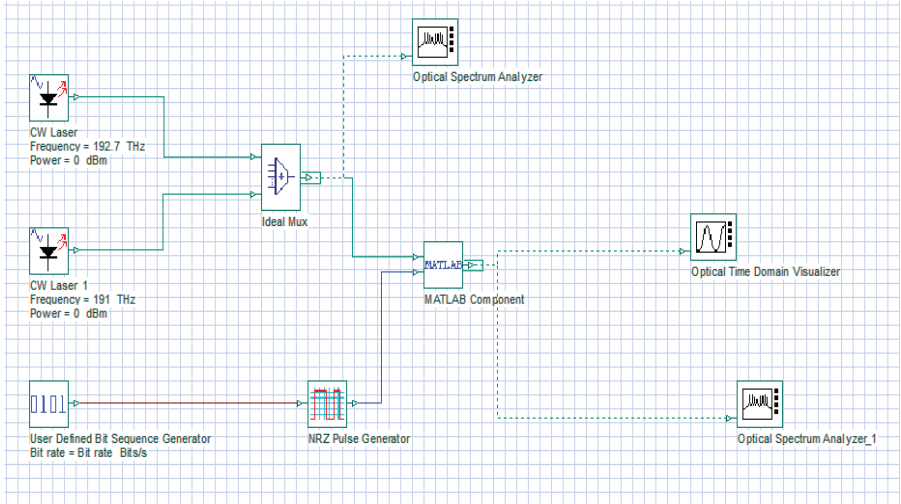 Optical Spectrum Analyzer
CW Laser
Frequency = 192.7 THz
Power = 0 dBm
Ideal Mux
CW Laser 1
Frequency = 191 THz
Power = 0 dBm
MATLAB
MATLAB Component
Optical Time Domain Visualizer
0101
User Defined Bit Sequence Generator
Bit rate = Bit rate Bits/s
NRZ Pulse Generator
Optical Spectrum Analyzer_1